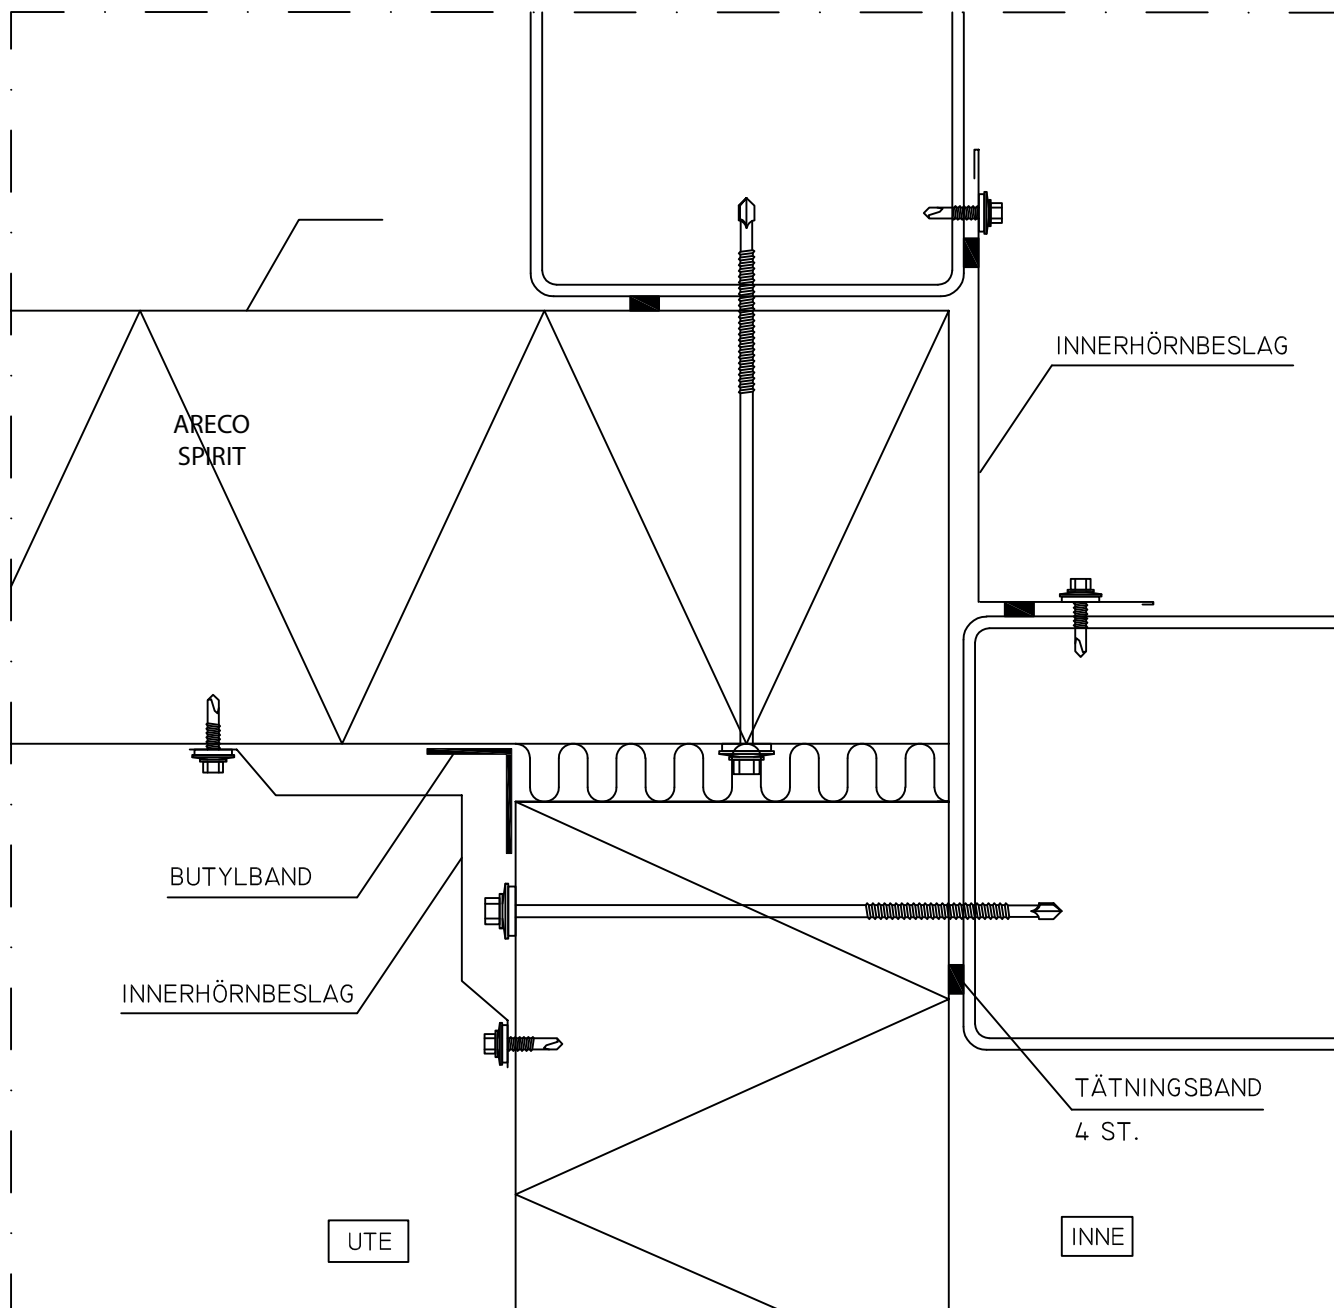 INNERHÖRNBESLAG
ARECO
SPIRIT
BUTYLBAND
INNERHÖRNBESLAG
TÄTNINGSBAND
4 ST.
UTE
INNE